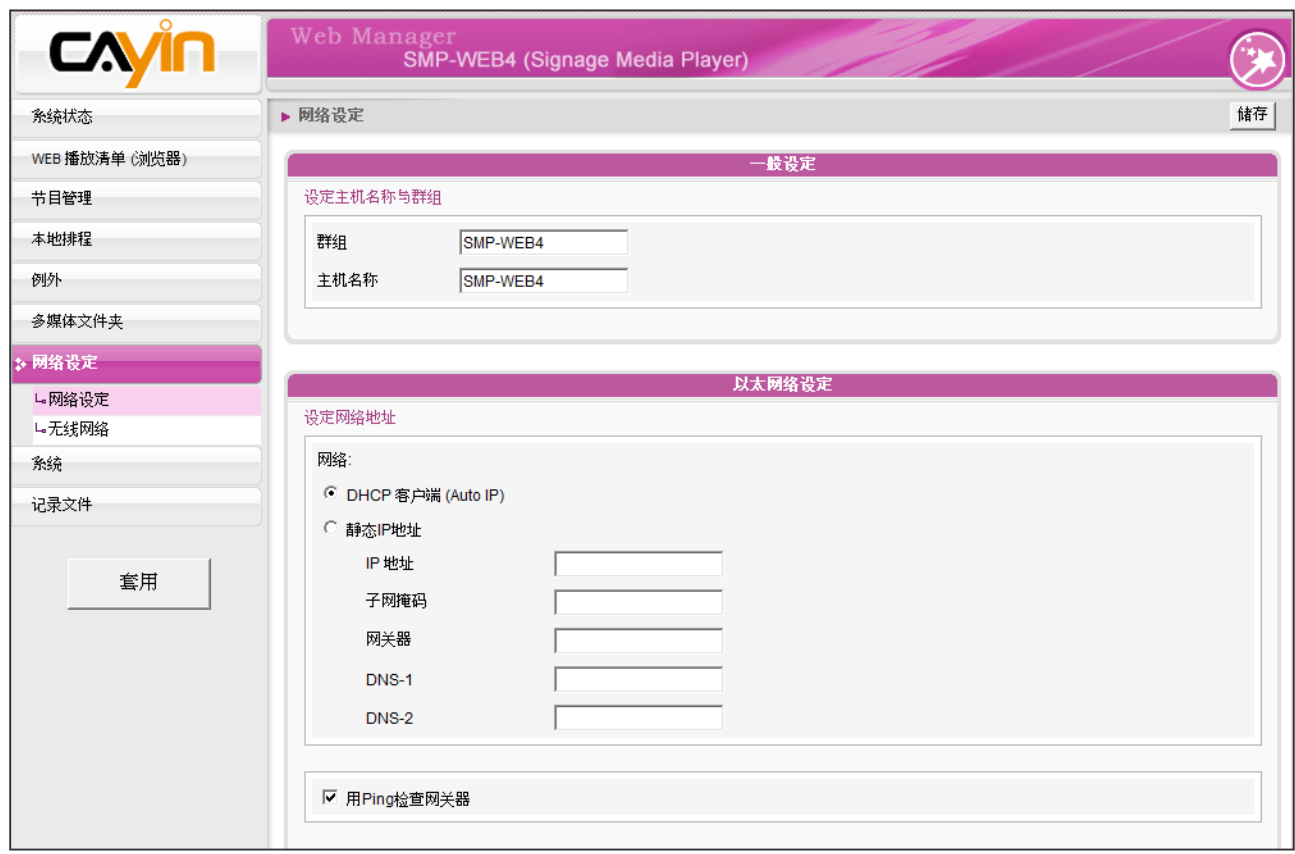 CAYIN
Web Manager
SMP-WEB4 (Signage Media Player)
系统状态
WEB 播放清单 (浏览器)
节目管理
本地排程
例外
多媒体文件夹
网络设定
网络设定
无线网络
系统
记录文件
套用
网络设定
储存
一般设定
设定主机名称与群组
群组 SMP-WEB4
主机名称 SMP-WEB4
以太网络设定
设定网络地址
网络:
DHCP 客户端 (Auto IP)
静态IP地址
IP 地址
子网掩码
网关器
DNS-1
DNS-2
用Ping检查网关器